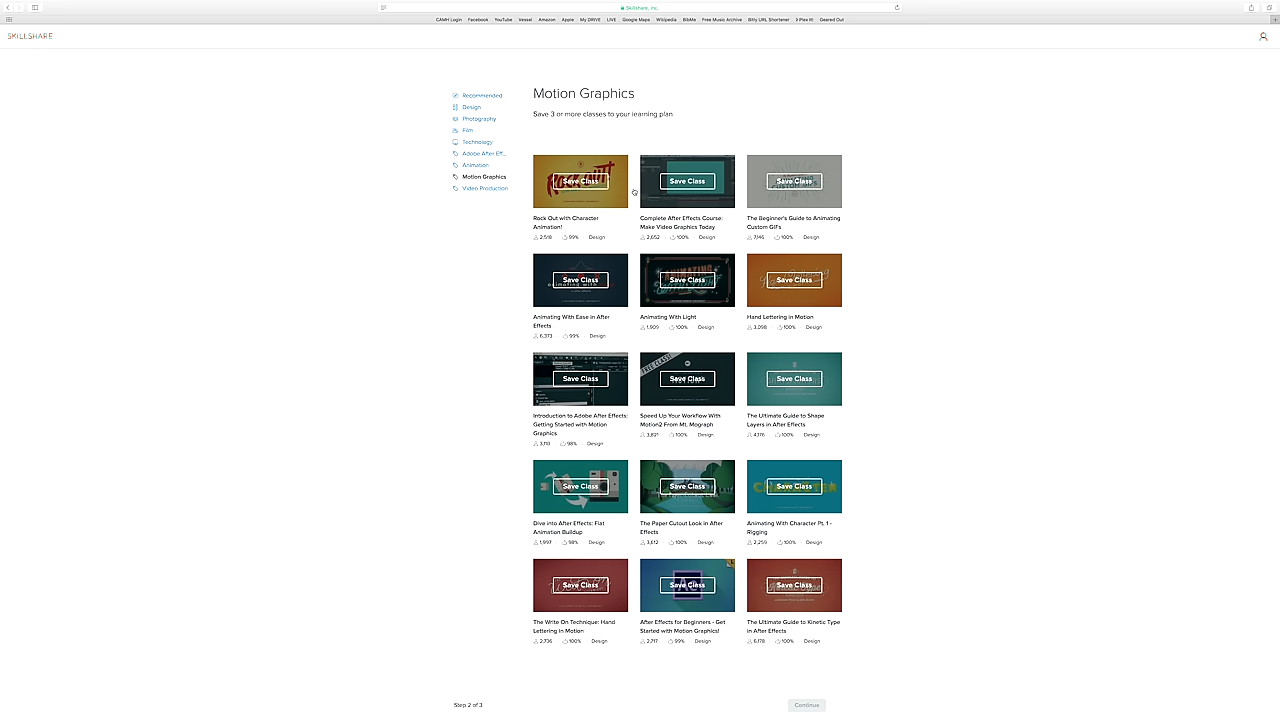 Skillshare, Inc.
CAMH Login Facebook YouTube Vessel Amazon Apple My DRIVE LIVE Google Maps Wikipedia BibMe Free Music Archive Bitly URL Shortener > Plex It! Geared Out
SKILLSHARE
Recommended
Design
Photography
Film
Technology
Adobe After Eff...
Animation
Motion Graphics
Video Production
Motion Graphics
Save 3 or more classes to your learning plan
Save Class Save Class Save Class
Rock Out with Character
Animation!
2,518 99% Design
Complete After Effects Course:
Make Video Graphics Today
2,652 100% Design
The Beginner's Guide to Animating
Custom GIFs
7,146 100% Design
Save Class Save Class Save Class
Animating With Ease in After
Effects
6,373 99% Design
Animating With Light
1,909 100% Design
Hand Lettering in Motion
3,098 100% Design
Save Class Save Class Save Class
Introduction to Adobe After Effects:
Getting Started with Motion
Graphics
3,110 98% Design
FREE CLASS!
Speed Up Your Workflow With
Motion2 From Mt. Mograph
3,821 100% Design
The Ultimate Guide to Shape
Layers in After Effects
4,176 100% Design
Save Class Save Class Save Class
Dive into After Effects: Flat
Animation Buildup
1,997 98% Design
The Paper Cutout Look in After
Effects
3,612 100% Design
Animating With Character Pt. 1 -
Rigging
2,259 100% Design
Save Class Save Class Save Class
The Write On Technique: Hand
Lettering in Motion
2,736 100% Design
After Effects for Beginners - Get
Started with Motion Graphics!
2,717 99% Design
The Ultimate Guide to Kinetic Type
in After Effects
6,178 100% Design
Step 2 of 3
Continue